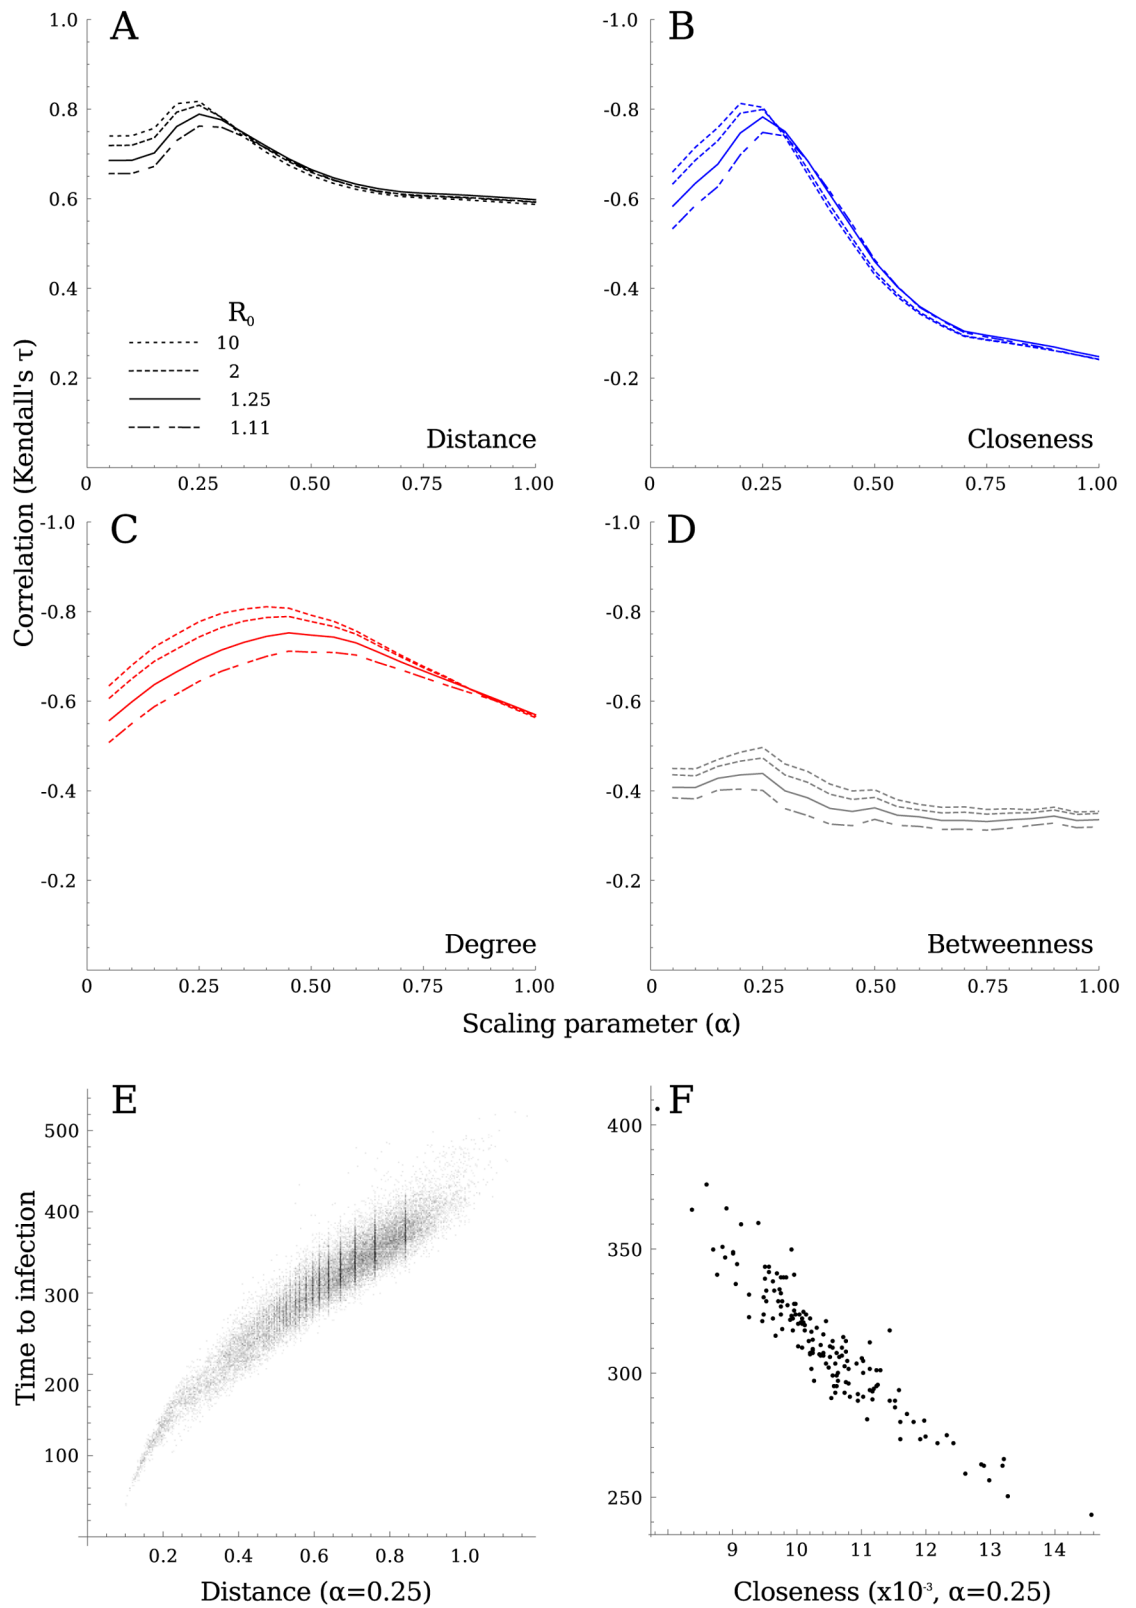 A
1.0
0.8
0.6
0.4
0.2
R0
10
2
1.25
1.11
Distance
0 0.25 0.50 0.75 1.00
B
-1.0
-0.8
-0.6
-0.4
-0.2
Closeness
0 0.25 0.50 0.75 1.00
Correlation (Kendall's τ)
C
-1.0
-0.8
-0.6
-0.4
-0.2
Degree
0 0.25 0.50 0.75 1.00
D
-1.0
-0.8
-0.6
-0.4
-0.2
Betweenness
0 0.25 0.50 0.75 1.00
Scaling parameter (α)
E
500
400
300
200
100
Time to infection
0.2 0.4 0.6 0.8 1.0
Distance (α=0.25)
F
400
350
300
250
9 10 11 12 13 14
Closeness (x10-3, α=0.25)